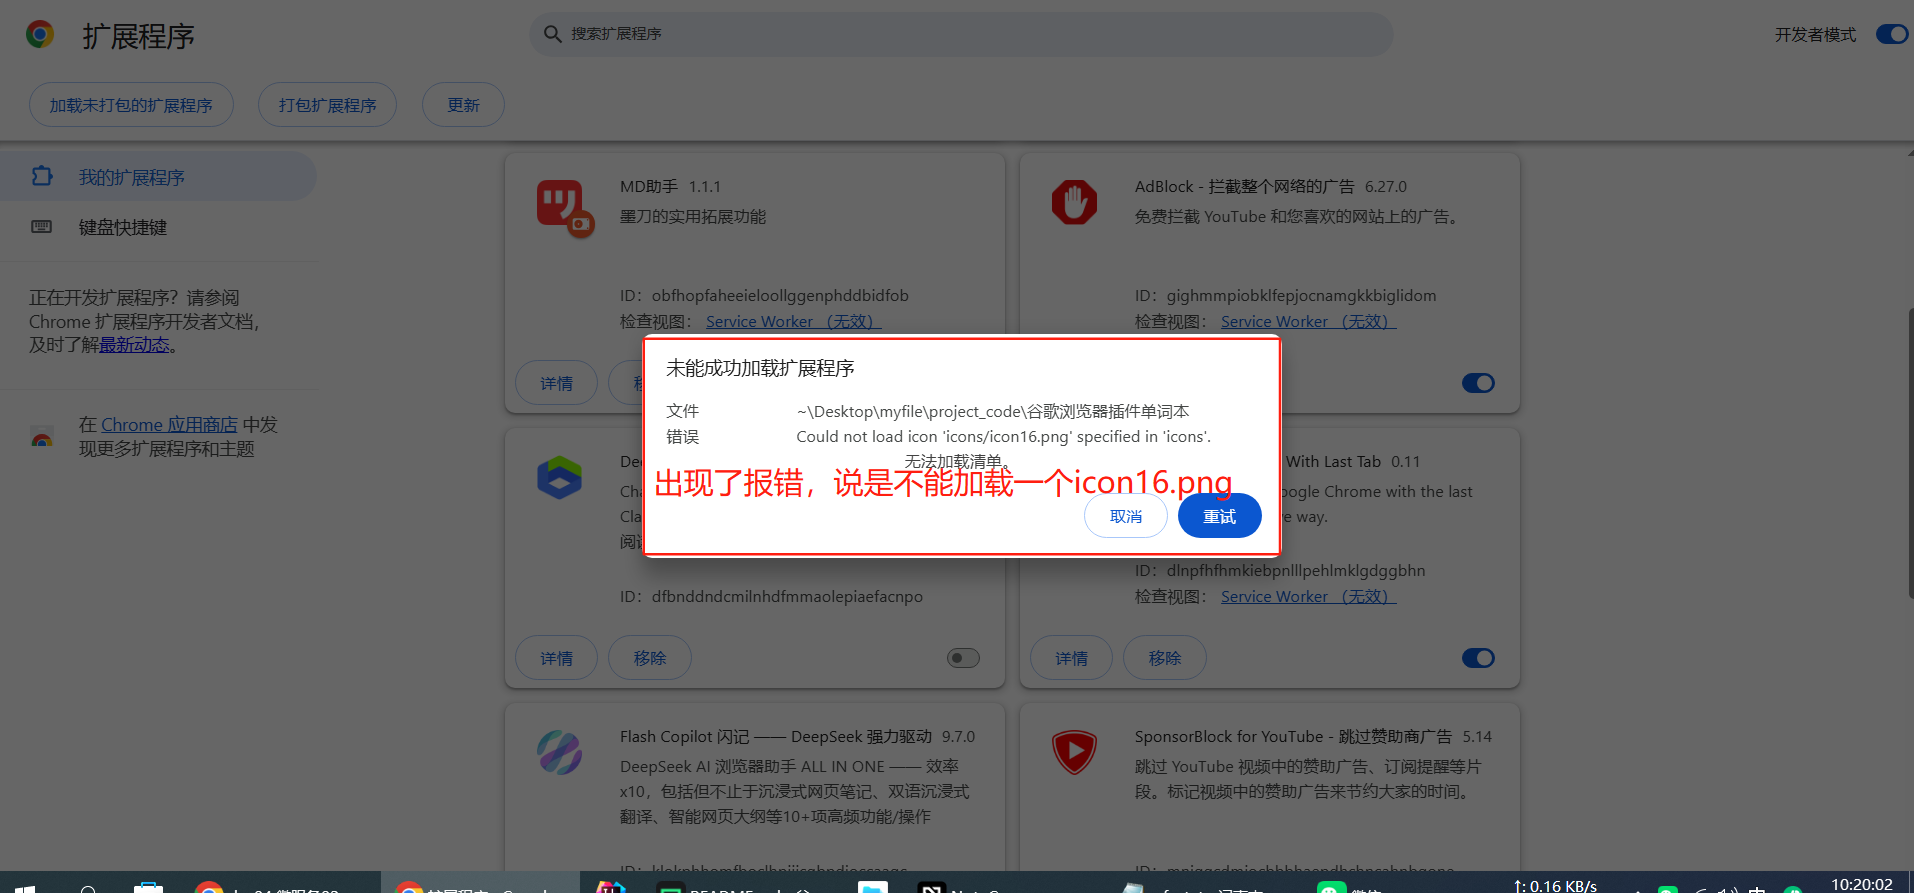 扩展程序
搜索扩展程序
开发者模式
加载未打包的扩展程序
打包扩展程序
更新
我的扩展程序
键盘快捷键
正在开发扩展程序？请参阅
Chrome 扩展程序开发者文档，
及时了解最新动态。
在 Chrome 应用商店 中发
现更多扩展程序和主题
MD助手 1.1.1
墨刀的实用拓展功能
ID：obfhopfaheeieloollggenphddbidfob
检查视图： Service Worker （无效）
详情
AdBlock - 拦截整个网络的广告 6.27.0
免费拦截 YouTube 和您喜欢的网站上的广告。
ID：gighmmpiobklfepjocnamgkkbiglidom
检查视图： Service Worker （无效）
未能成功加载扩展程序
文件 ~\Desktop\myfile\project_code\谷歌浏览器插件单词本
错误 Could not load icon 'icons/icon16.png' specified in 'icons'.
无法加载清单。
出现了报错，说是不能加载一个icon16.png
取消
重试
De
Cha
Cla
阅读
ID：dfbnddndcmilnhdfmmaolepiaefacnpo
详情
移除
With Last Tab 0.11
oogle Chrome with the last
ve way.
ID：dlnpfhfhmkiebpnlllpehlmklgdggbhn
检查视图： Service Worker （无效）
详情
移除
Flash Copilot 闪记 —— DeepSeek 强力驱动 9.7.0
DeepSeek AI 浏览器助手 ALL IN ONE —— 效率
x10，包括但不止于沉浸式网页笔记、双语沉浸式
翻译、智能网页大纲等10+项高频功能/操作
SponsorBlock for YouTube - 跳过赞助商广告 5.14
跳过 YouTube 视频中的赞助广告、订阅提醒等片
段。标记视频中的赞助广告来节约大家的时间。
↑: 0.16 KB/s
10:20:02